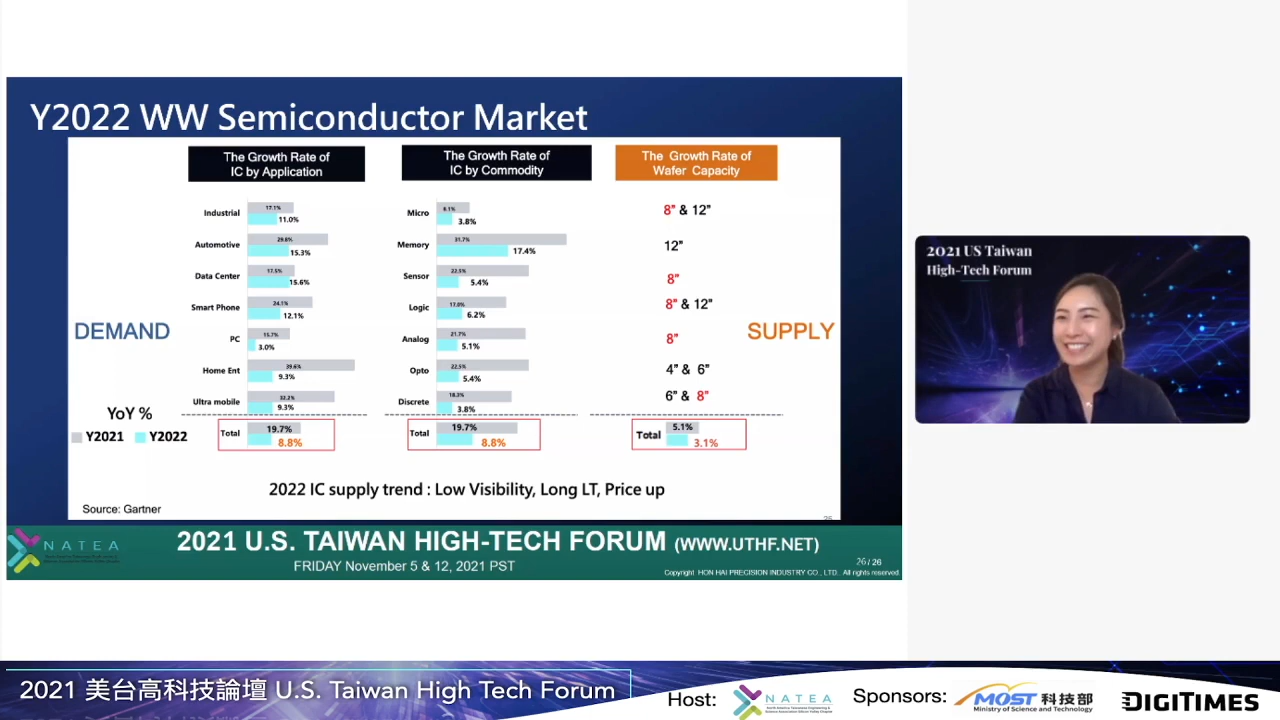 Y2022 WW Semiconductor Market
The Growth Rate of
IC by Application
The Growth Rate of
IC by Commodity
The Growth Rate of
Wafer Capacity
DEMAND
SUPPLY
Industrial
17.1%
11.0%
Automotive
29.8%
15.3%
Data Center
17.5%
15.6%
Smart Phone
24.1%
12.1%
PC
3.0%
Home Ent
39.6%
9.3%
Ultra mobile
9.3%
Total
19.7%
8.8%
Micro
3.8%
Memory
31.7%
17.4%
Sensor
22.5%
5.4%
Logic
17.0%
6.2%
Analog
21.7%
5.1%
Opto
22.5%
5.4%
Discrete
3.8%
Total
19.7%
8.8%
8” & 12”
12”
8”
8” & 12”
8”
4” & 6”
6” & 8”
Total
5.1%
3.1%
YoY %
Y2021 Y2022
2022 IC supply trend : Low Visibility, Long LT, Price up
Source: Gartner
NATEA
2021 U.S. TAIWAN HIGH-TECH FORUM (WWW.UTHF.NET)
FRIDAY November 5 & 12, 2021 PST
26/26
Copyright HON HAI PRECISION INDUSTRY CO., LTD. All rights reserved
2021 US Taiwan
High-Tech Forum
2021 美台高科技論壇 U.S. Taiwan High Tech Forum
Host:
NATEA
Sponsors:
MOST 科技部
Ministry of Science and Technology
DIGITIMES